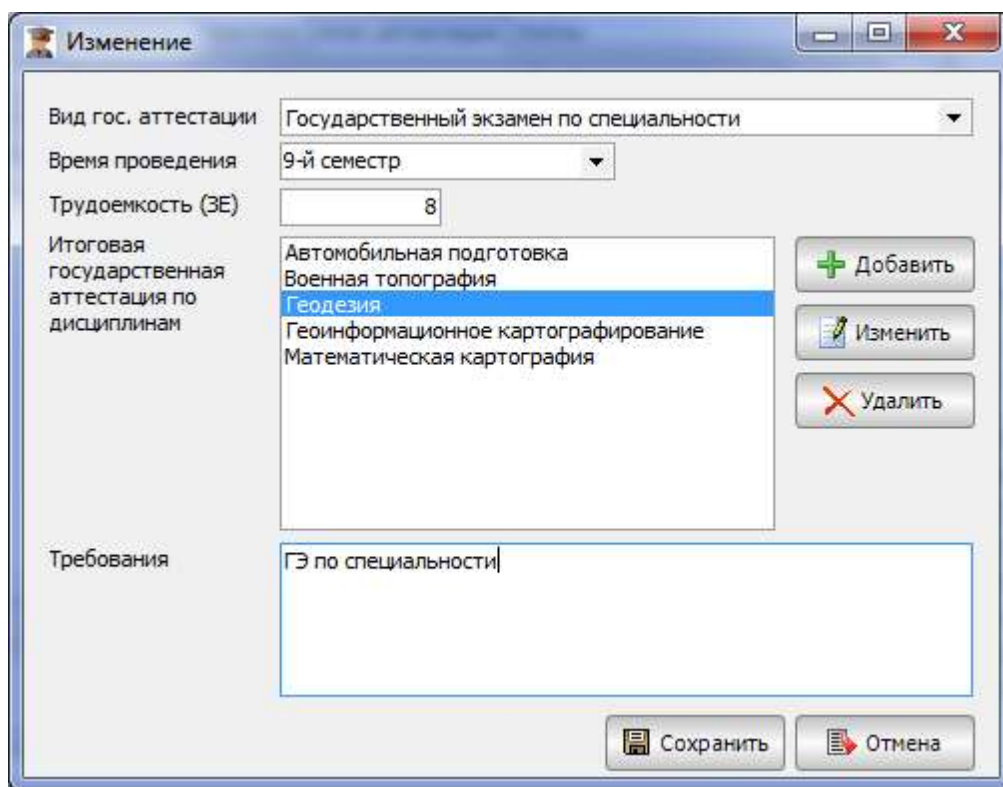 Изменение
Вид гос. аттестации
Государственный экзамен по специальности
Время проведения
9-й семестр
Трудоемкость (ЗЕ)
8
Итоговая
государственная
аттестация по
дисциплинам
Автомобильная подготовка
Военная топография
Геодезия
Геоинформационное картографирование
Математическая картография
Добавить
Изменить
Удалить
Требования
ГЭ по специальности
Сохранить
Отмена